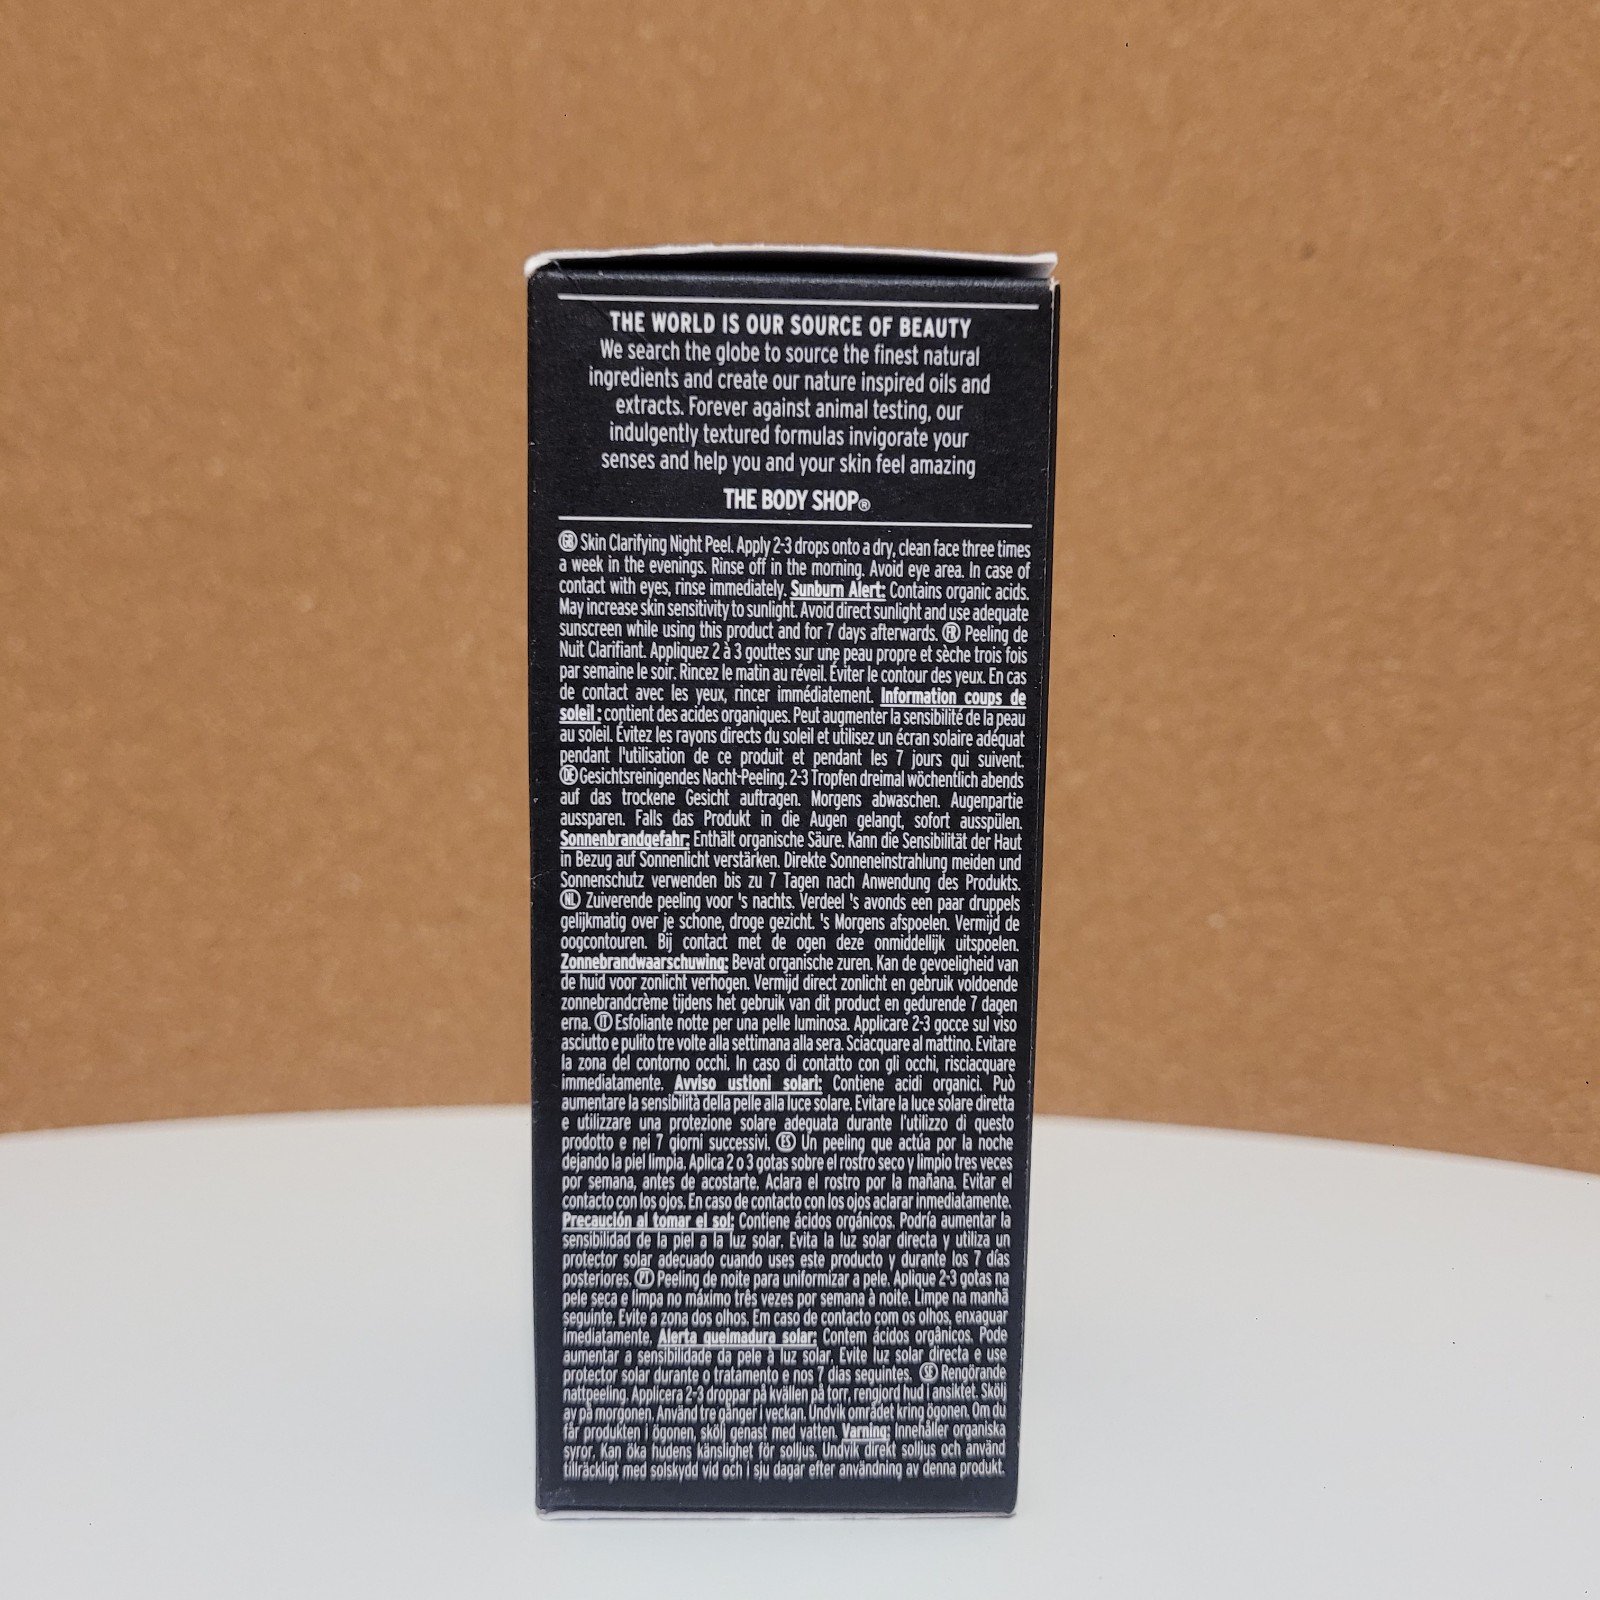 THE WORLD IS OUR SOURCE OF BEAUTY
We search the globe to source the finest natural
ingredients and create our nature inspired oils and
extracts. Forever against animal testing, our
indulgently textured formulas invigorate your
senses and help you and your skin feel amazing
THE BODY SHOP®
GB Skin Clarifying Night Peel. Apply 2-3 drops onto a dry, clean face three times
a week in the evenings. Rinse off in the morning. Avoid eye area. In case of
contact with eyes, rinse immediately. Sunburn Alert: Contains organic acids.
May increase skin sensitivity to sunlight. Avoid direct sunlight and use adequate
sunscreen while using this product and for 7 days afterwards. FR Peeling de
Nuit Clarifiant. Appliquez 2 à 3 gouttes sur une peau propre et sèche trois fois
par semaine le soir. Rincez le matin au réveil. Éviter le contour des yeux. En cas
de contact avec les yeux, rincer immédiatement. Information coups de
soleil : contient des acides organiques. Peut augmenter la sensibilité de la peau
au soleil. Évitez les rayons directs du soleil et utilisez un écran solaire adéquat
pendant l'utilisation de ce produit et pendant les 7 jours qui suivent.
DE Gesichtsreinigendes Nacht-Peeling. 2-3 Tropfen dreimal wöchentlich abends
auf das trockene Gesicht auftragen. Morgens abwaschen. Augenpartie
aussparen. Falls das Produkt in die Augen gelangt, sofort ausspülen.
Sonnenbrandgefahr: Enthält organische Säure. Kann die Sensibilität der Haut
in Bezug auf Sonnenlicht verstärken. Direkte Sonneneinstrahlung meiden und
Sonnenschutz verwenden bis zu 7 Tagen nach Anwendung des Produkts.
NL Zuiverende peeling voor 's nachts. Verdeel 's avonds een paar druppels
gelijkmatig over je schone, droge gezicht. 's Morgens afspoelen. Vermijd de
oogcontouren. Bij contact met de ogen deze onmiddellijk uitspoelen.
Zonnebrandwaarschuwing: Bevat organische zuren. Kan de gevoeligheid van
de huid voor zonlicht verhogen. Vermijd direct zonlicht en gebruik voldoende
zonnebrandcrème tijdens het gebruik van dit product en gedurende 7 dagen
erna. IT Esfoliante notte per una pelle luminosa. Applicare 2-3 gocce sul viso
asciutto e pulito tre volte alla settimana alla sera. Sciacquare al mattino. Evitare
la zona del contorno occhi. In caso di contatto con gli occhi, risciacquare
immediatamente. Avviso ustioni solari: Contiene acidi organici. Può
aumentare la sensibilità della pelle alla luce solare. Evitare la luce solare diretta
e utilizzare una protezione solare adeguata durante l'utilizzo di questo
prodotto e nei 7 giorni successivi. ES Un peeling que actúa por la noche
dejando la piel limpia. Aplica 2 o 3 gotas sobre el rostro seco y limpio tres veces
por semana, antes de acostarte. Aclara el rostro por la mañana. Evitar el
contacto con los ojos. En caso de contacto con los ojos aclarar inmediatamente.
Precaución al tomar el sol: Contiene ácidos orgánicos. Podría aumentar la
sensibilidad de la piel a la luz solar. Evita la luz solar directa y utiliza un
protector solar adecuado cuando uses este producto y durante los 7 días
posteriores. PT Peeling de noite para uniformizar a pele. Aplique 2-3 gotas na
pele seca e limpa no máximo três vezes por semana à noite. Limpe na manhã
seguinte. Evite a zona dos olhos. Em caso de contacto com os olhos, enxaguar
imediatamente. Alerta queimadura solar: Contem ácidos orgânicos. Pode
aumentar a sensibilidade da pele à luz solar. Evite luz solar directa e use
protector solar durante o tratamento e nos 7 dias seguintes. SE Rengörande
nattpeeling. Applicera 2-3 droppar på kvällen på torr, rengjord hud i ansiktet. Skölj
av på morgonen. Använd tre gånger i veckan. Undvik området kring ögonen. Om du
får produkten i ögonen, skölj genast med vatten. Varning: Innehåller organiska
syror. Kan öka hudens känslighet för solljus. Undvik direkt solljus och använd
tillräckligt med solskydd vid och i sju dagar efter användning av denna produkt.